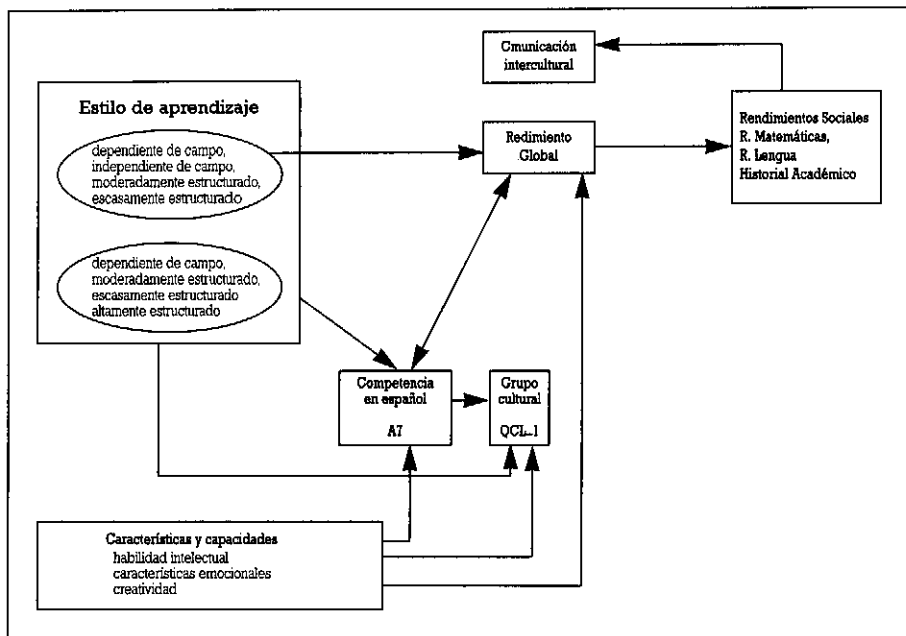 Cmunicación
intercultural
Estilo de aprendizaje
dependiente de campo,
independiente de campo,
moderadamente estructurado,
escasamente estructurado
dependiente de campo,
moderadamente estructurado,
escasamente estructurado
altamente estructurado
Redimiento
Global
Rendimientos Sociales
R. Matemáticas,
R. Lengua
Historial Académico
Competencia
en español
A7
Grupo
cultural
QCL-1
Características y capacidades
habilidad intelectual
características emocionales
creatividad